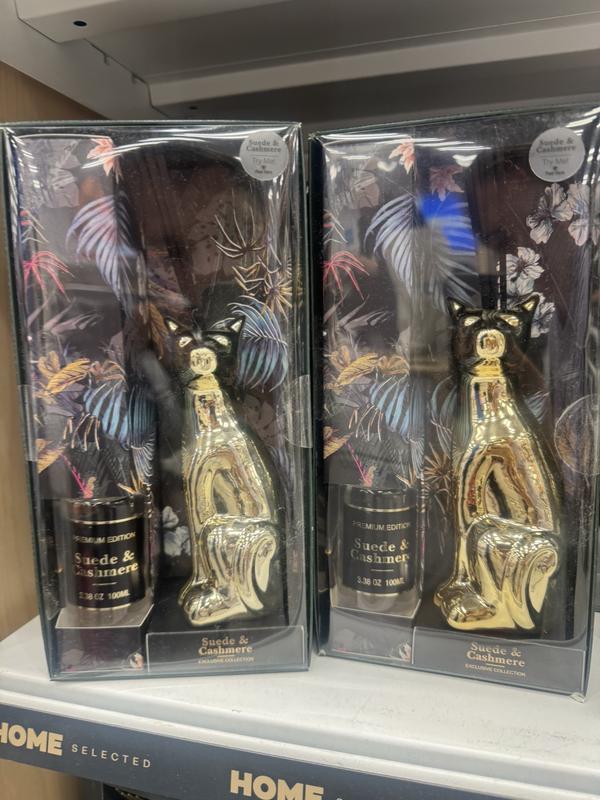 Suede &
Cashmere
Try Me!
PREMIUM EDITION
Suede &
Cashmere
3.38 OZ 100ML
Suede &
Cashmere
EXCLUSIVE COLLECTION
Suede &
Cashmere
Try Me!
PREMIUM EDITION
Suede &
Cashmere
3.38 OZ 100ML
Suede &
Cashmere
EXCLUSIVE COLLECTION
HOME SELECTED
HOME